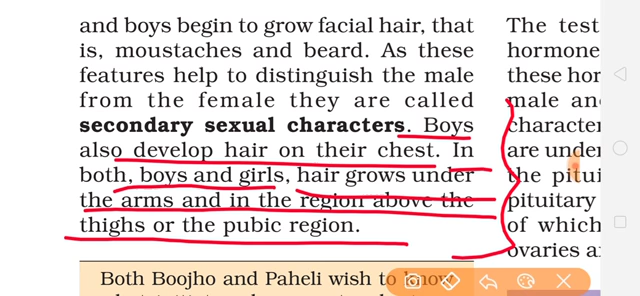 and boys begin to grow facial hair, that
is, moustaches and beard. As these
features help to distinguish the male
from the female they are called
secondary sexual characters. Boys
also develop hair on their chest. In
both, boys and girls, hair grows under
the arms and in the region above the
thighs or the pubic region.
Both Boojho and Paheli wish to know
The test
hormone
these hor
male an
character
are unde
the pitui
pituitary
of which
ovaries a